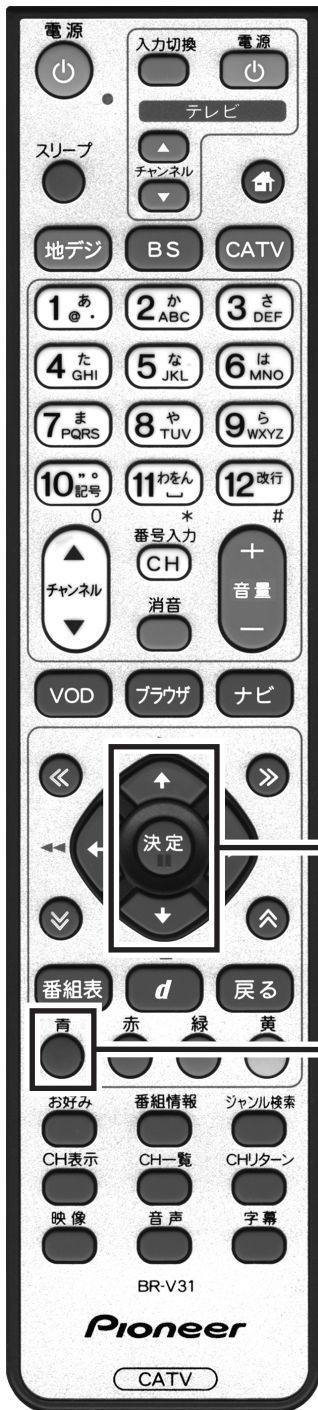 電源
入力切換 電源
テレビ
スリープ
チャンネル
地デジ BS CATV
1 あ @. 2 か ABC 3 さ DEF
4 た GHI 5 な JKL 6 は MNO
7 ま PQRS 8 や TUV 9 ら WXYZ
10 ゛゜ 記号 11 わをん 12 改行
0 * #
番号入力
CH
チャンネル
+
音量
-
消音
VOD ブラウザ ナビ
決定
番組表 d 戻る
青 赤 緑 黄
お好み 番組情報 ジャンル検索
CH表示 CH一覧 CHリターン
映像 音声 字幕
BR-V31
Pioneer
CATV